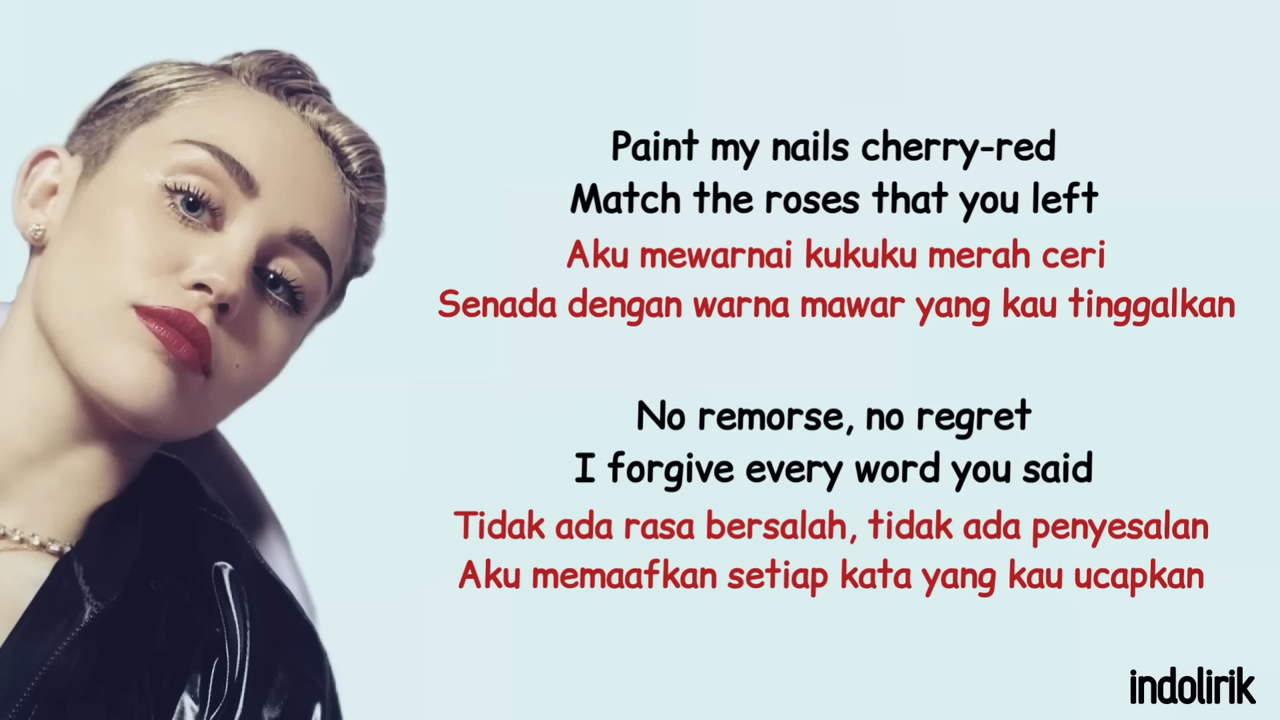 Paint my nails cherry-red
Match the roses that you left
Aku mewarnai kukuku merah ceri
Senada dengan warna mawar yang kau tinggalkan
No remorse, no regret
I forgive every word you said
Tidak ada rasa bersalah, tidak ada penyesalan
Aku memaafkan setiap kata yang kau ucapkan
indolirik